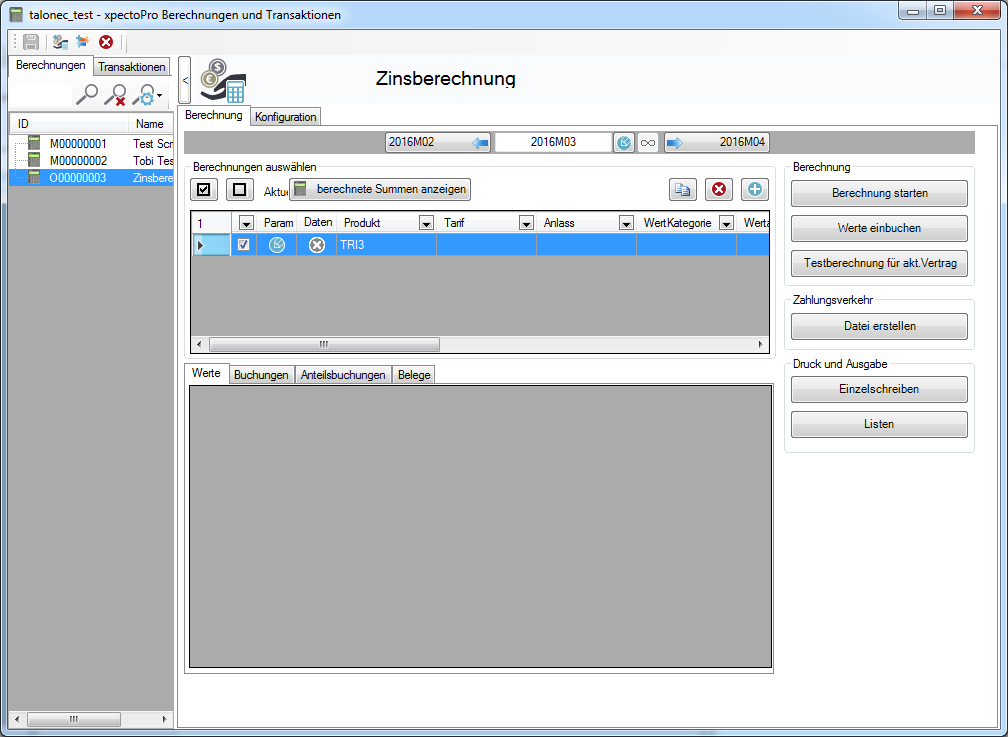 talonec_test - xpectoPro Berechnungen und Transaktionen
Berechnungen Transaktionen
ID Name
M00000001 Test Scr
M00000002 Tobi Tes
O00000003 Zinsbere
<
Zinsberechnung
Berechnung Konfiguration
2016M02 2016M03 ∞ 2016M04
Berechnungen auswählen
Aktue berechnete Summen anzeigen
1 Param Daten Produkt Tarif Anlass WertKategorie Werta
TRI3
Werte Buchungen Anteilsbuchungen Belege
Berechnung
Berechnung starten
Werte einbuchen
Testberechnung für akt.Vertrag
Zahlungsverkehr
Datei erstellen
Druck und Ausgabe
Einzelschreiben
Listen